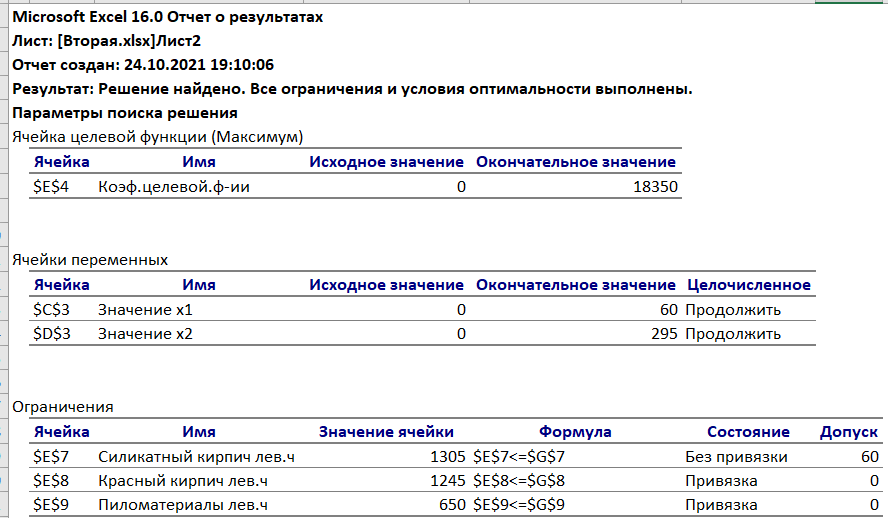 Microsoft Excel 16.0 Отчет о результатах
Лист: [Вторая.xlsx]Лист2
Отчет создан: 24.10.2021 19:10:06
Результат: Решение найдено. Все ограничения и условия оптимальности выполнены.
Параметры поиска решения
Ячейка целевой функции (Максимум)
Ячейка Имя Исходное значение Окончательное значение
$E$4 Коэф.целевой.ф-ии 0 18350
Ячейки переменных
Ячейка Имя Исходное значение Окончательное значение Целочисленное
$C$3 Значение x1 0 60 Продолжить
$D$3 Значение x2 0 295 Продолжить
Ограничения
Ячейка Имя Значение ячейки Формула Состояние Допуск
$E$7 Силикатный кирпич лев.ч 1305 $E$7<=$G$7 Без привязки 60
$E$8 Красный кирпич лев.ч 1245 $E$8<=$G$8 Привязка 0
$E$9 Пиломатериалы лев.ч 650 $E$9<=$G$9 Привязка 0